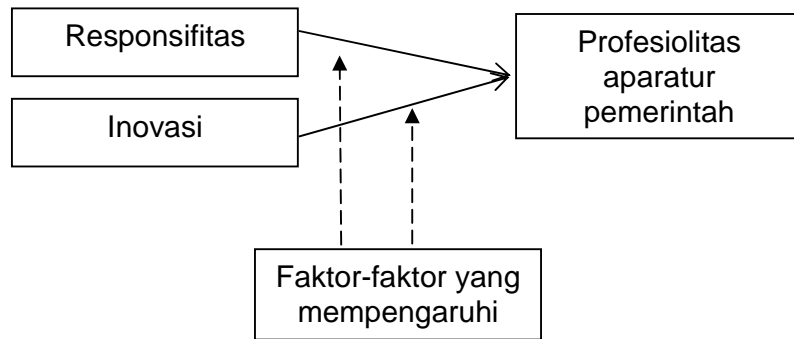 Responsifitas
Inovasi
Profesiolitas
aparatur
pemerintah
Faktor-faktor yang
mempengaruhi